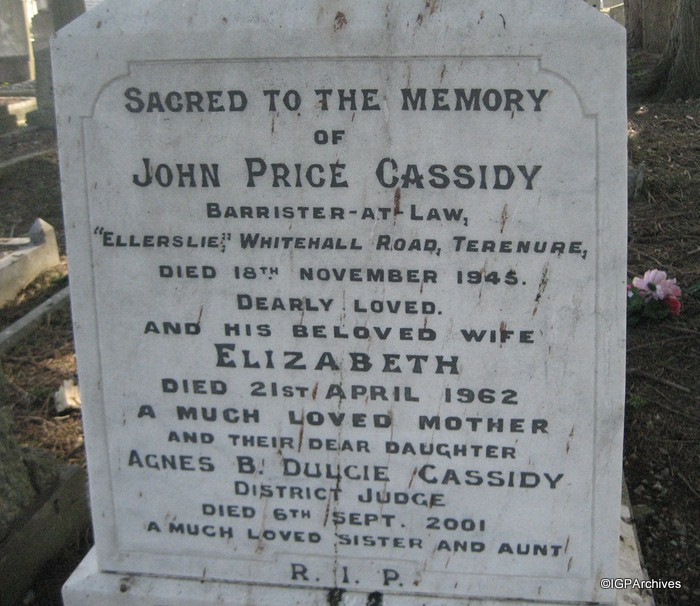 SACRED TO THE MEMORY
OF
JOHN PRICE CASSIDY
BARRISTER-AT-LAW,
"ELLERSLIE," WHITEHALL ROAD, TERENURE,
DIED 18TH NOVEMBER 1945.
DEARLY LOVED.
AND HIS BELOVED WIFE
ELIZABETH
DIED 21ST APRIL 1962
A MUCH LOVED MOTHER
AND THEIR DEAR DAUGHTER
AGNES B. DULCIE CASSIDY
DISTRICT JUDGE
DIED 6TH SEPT. 2001
A MUCH LOVED SISTER AND AUNT
R. I. P.
©IGPArchives